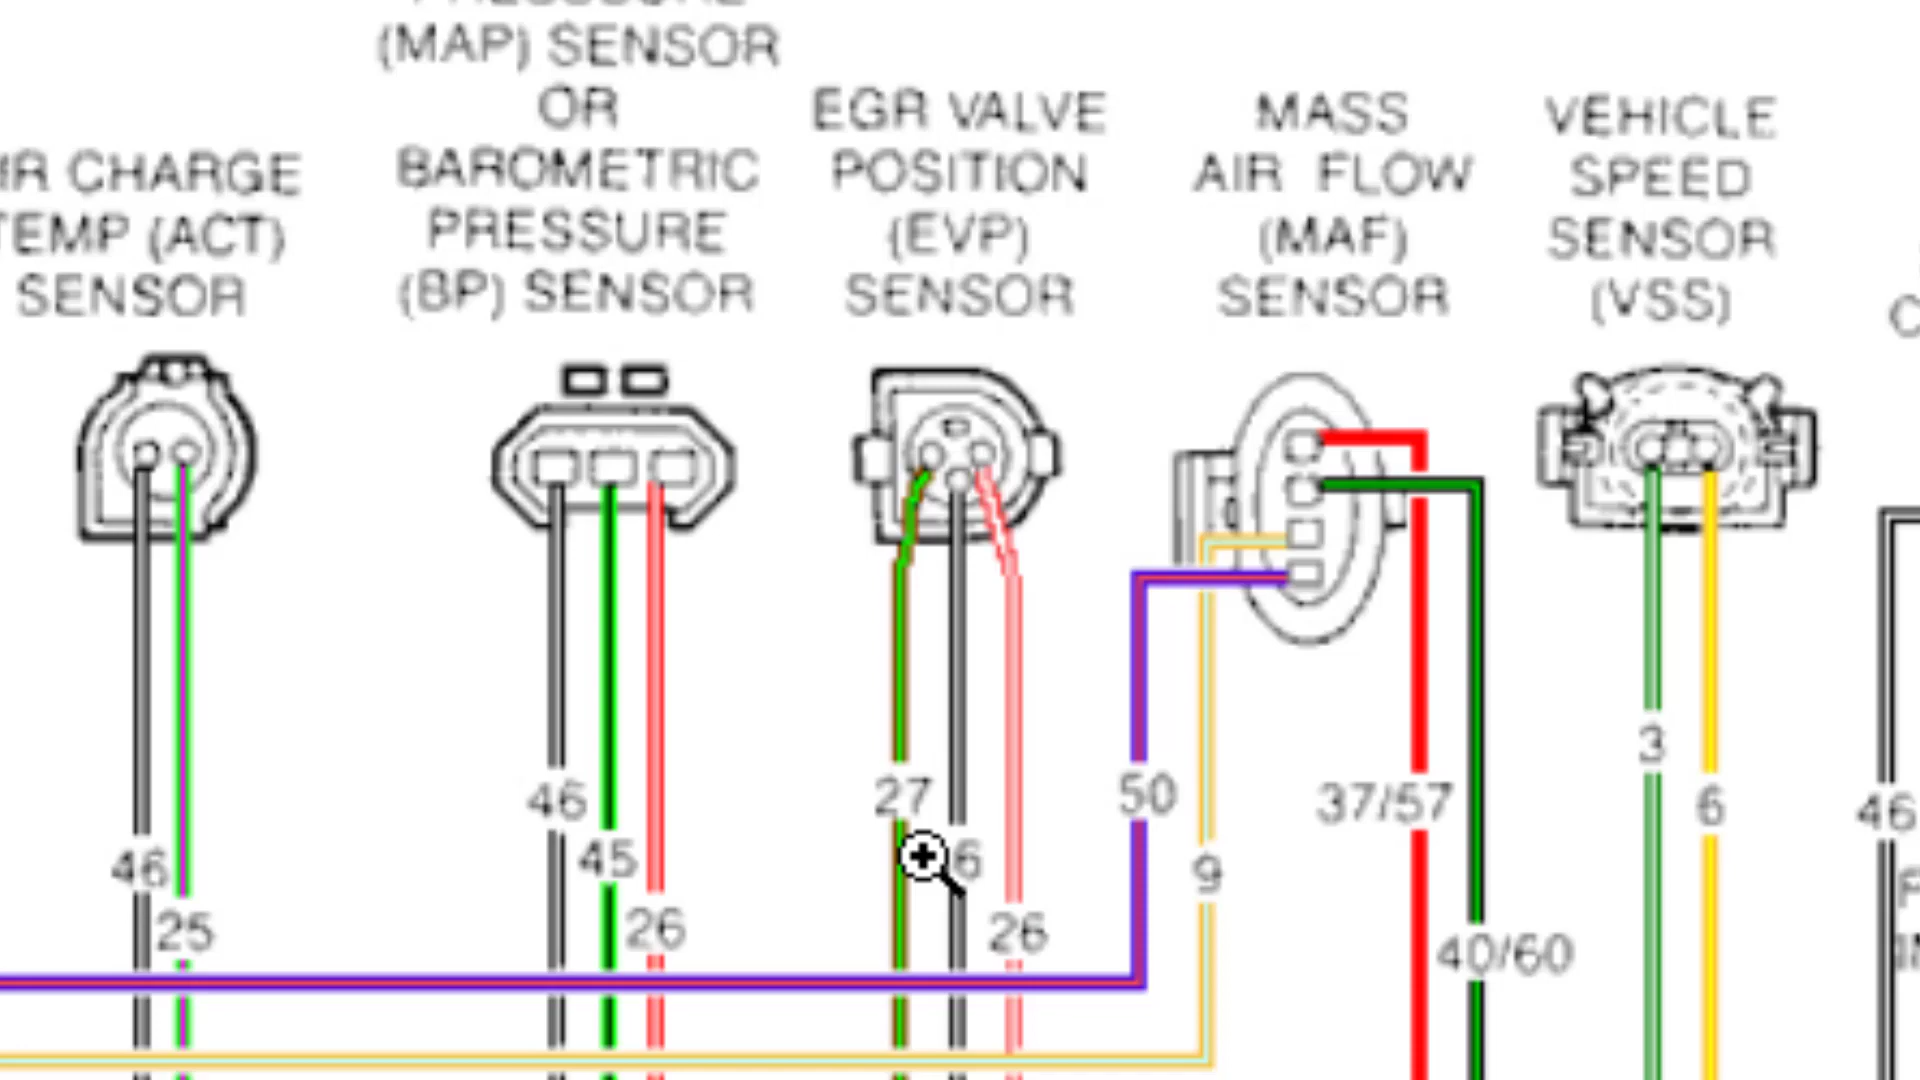 (MAP) SENSOR
OR
BAROMETRIC
PRESSURE
(BP) SENSOR
CHARGE
(ACT)
SENSOR
EGR VALVE
POSITION
(EVP)
SENSOR
MASS
AIR FLOW
(MAF)
SENSOR
VEHICLE
SPEED
SENSOR
(VSS)
46
25
46
45
26
27
6
26
50
9
37/57
40/60
3
6
46